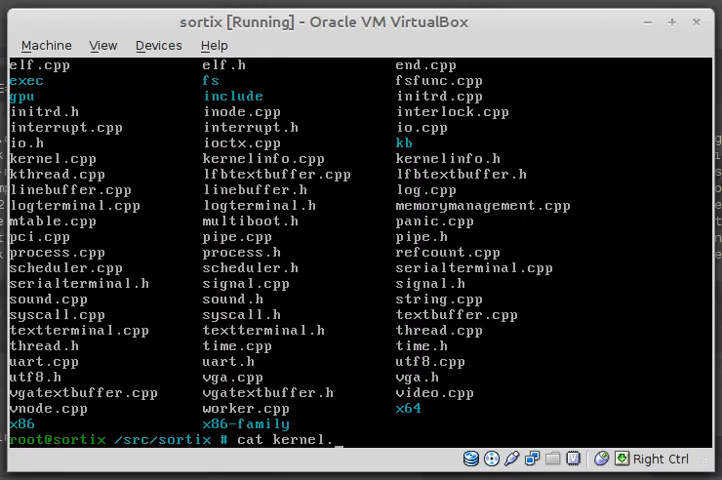 sortix [Running] - Oracle VM VirtualBox
Machine View Devices Help
elf.cpp elf.h end.cpp
exec fs fsfunc.cpp
gpu include initrd.cpp
initrd.h inode.cpp interlock.cpp
interrupt.cpp interrupt.h io.cpp
io.h ioctx.cpp kb
kernel.cpp kernelinfo.cpp kernelinfo.h
kthread.cpp lfbtextbuffer.cpp lfbtextbuffer.h
linebuffer.cpp linebuffer.h log.cpp
logterminal.cpp logterminal.h memorymanagement.cpp
mtable.cpp multiboot.h panic.cpp
pci.cpp pipe.cpp pipe.h
process.cpp process.h refcount.cpp
scheduler.cpp scheduler.h serialterminal.cpp
serialterminal.h signal.cpp signal.h
sound.cpp sound.h string.cpp
syscall.cpp syscall.h textbuffer.cpp
textterminal.cpp textterminal.h thread.cpp
thread.h time.cpp time.h
uart.cpp uart.h utf8.cpp
utf8.h vga.cpp vga.h
vgatextbuffer.cpp vgatextbuffer.h video.cpp
vnode.cpp worker.cpp x64
x86 x86-family
root@sortix /src/sortix # cat kernel._
Right Ctrl